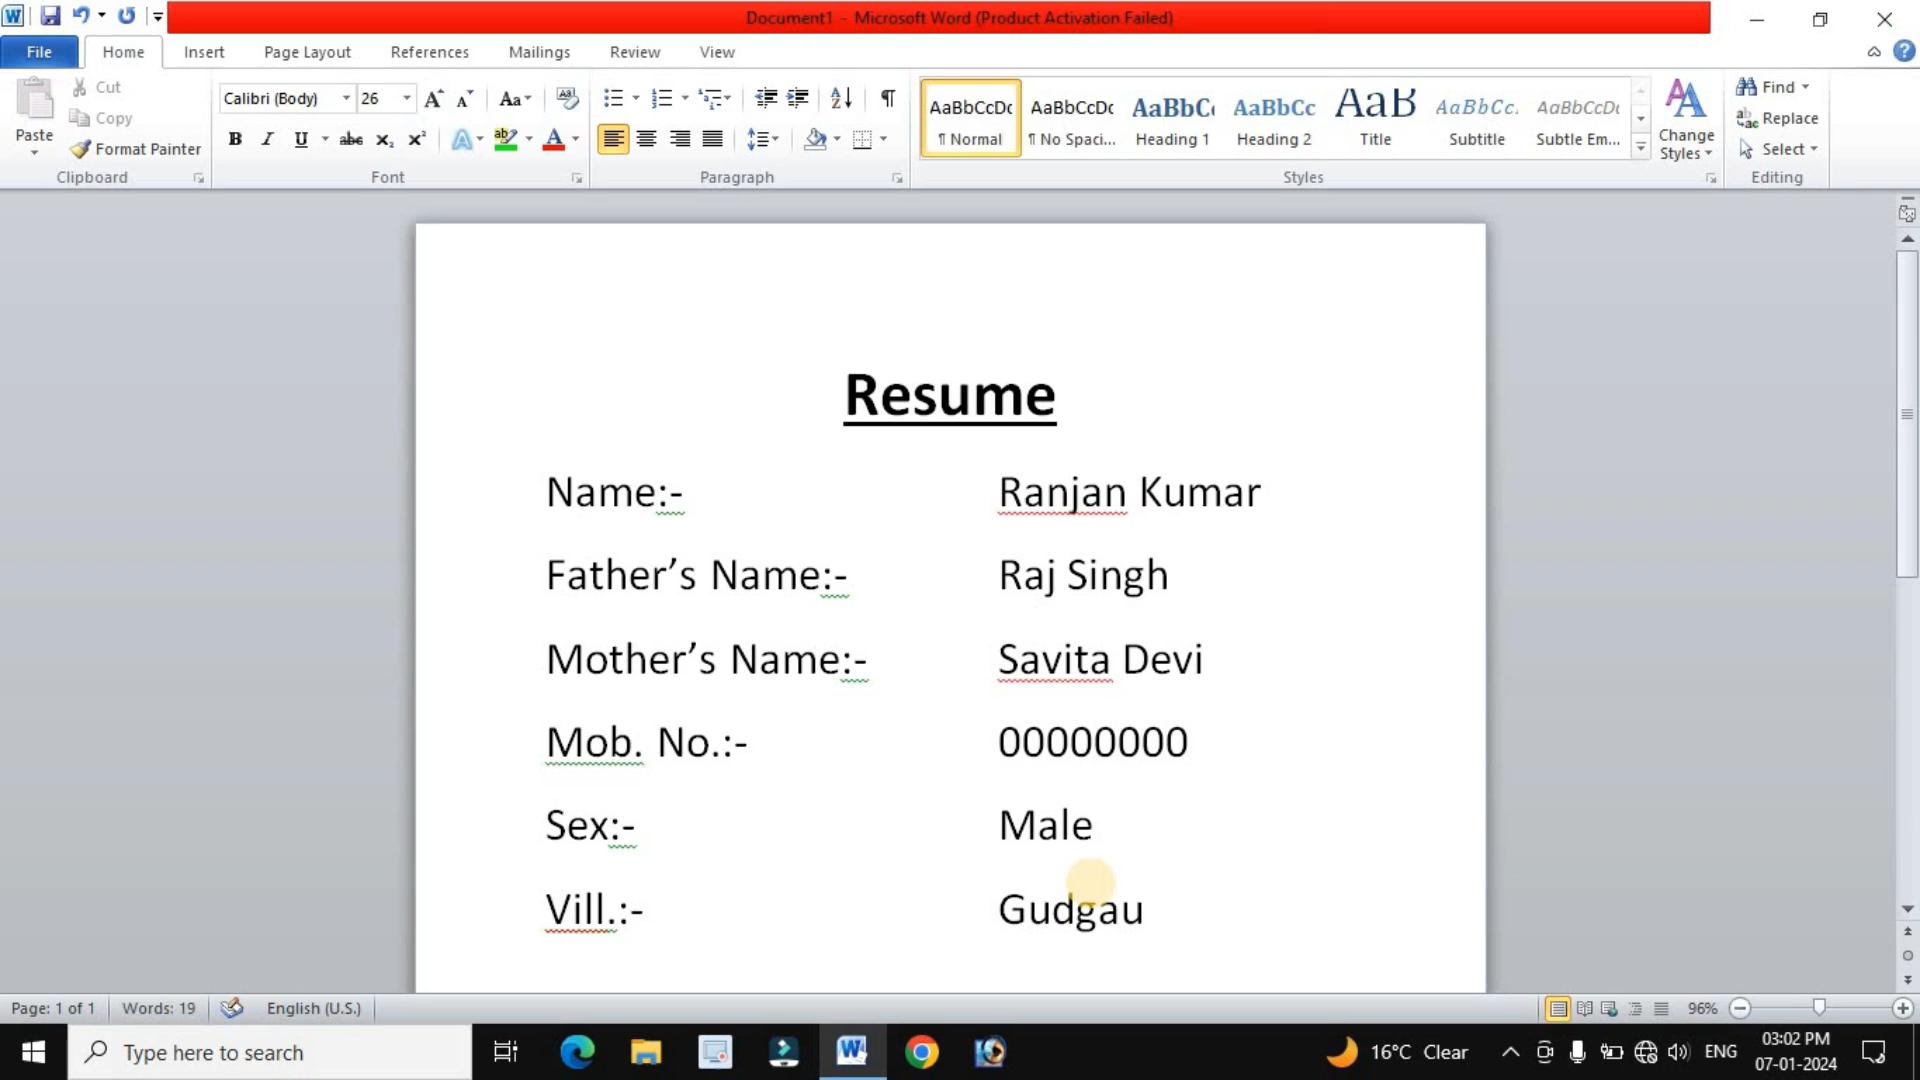 Document1 - Microsoft Word (Product Activation Failed)
File Home Insert Page Layout References Mailings Review View
Paste
Cut
Copy
Format Painter
Clipboard
Calibri (Body) 26
Font
Paragraph
AaBbCcDc AaBbCcDc AaBbC AaBbCc AaB AaBbCc. AaBbCcDc
¶ Normal ¶ No Spaci... Heading 1 Heading 2 Title Subtitle Subtle Em...
Change Styles
Styles
Find
Replace
Select
Editing
Resume
Name:- Ranjan Kumar
Father’s Name:- Raj Singh
Mother’s Name:- Savita Devi
Mob. No.:- 00000000
Sex:- Male
Vill.:- Gudgau
Page: 1 of 1 Words: 19 English (U.S.) 96%
Type here to search
16°C Clear
ENG
03:02 PM
07-01-2024